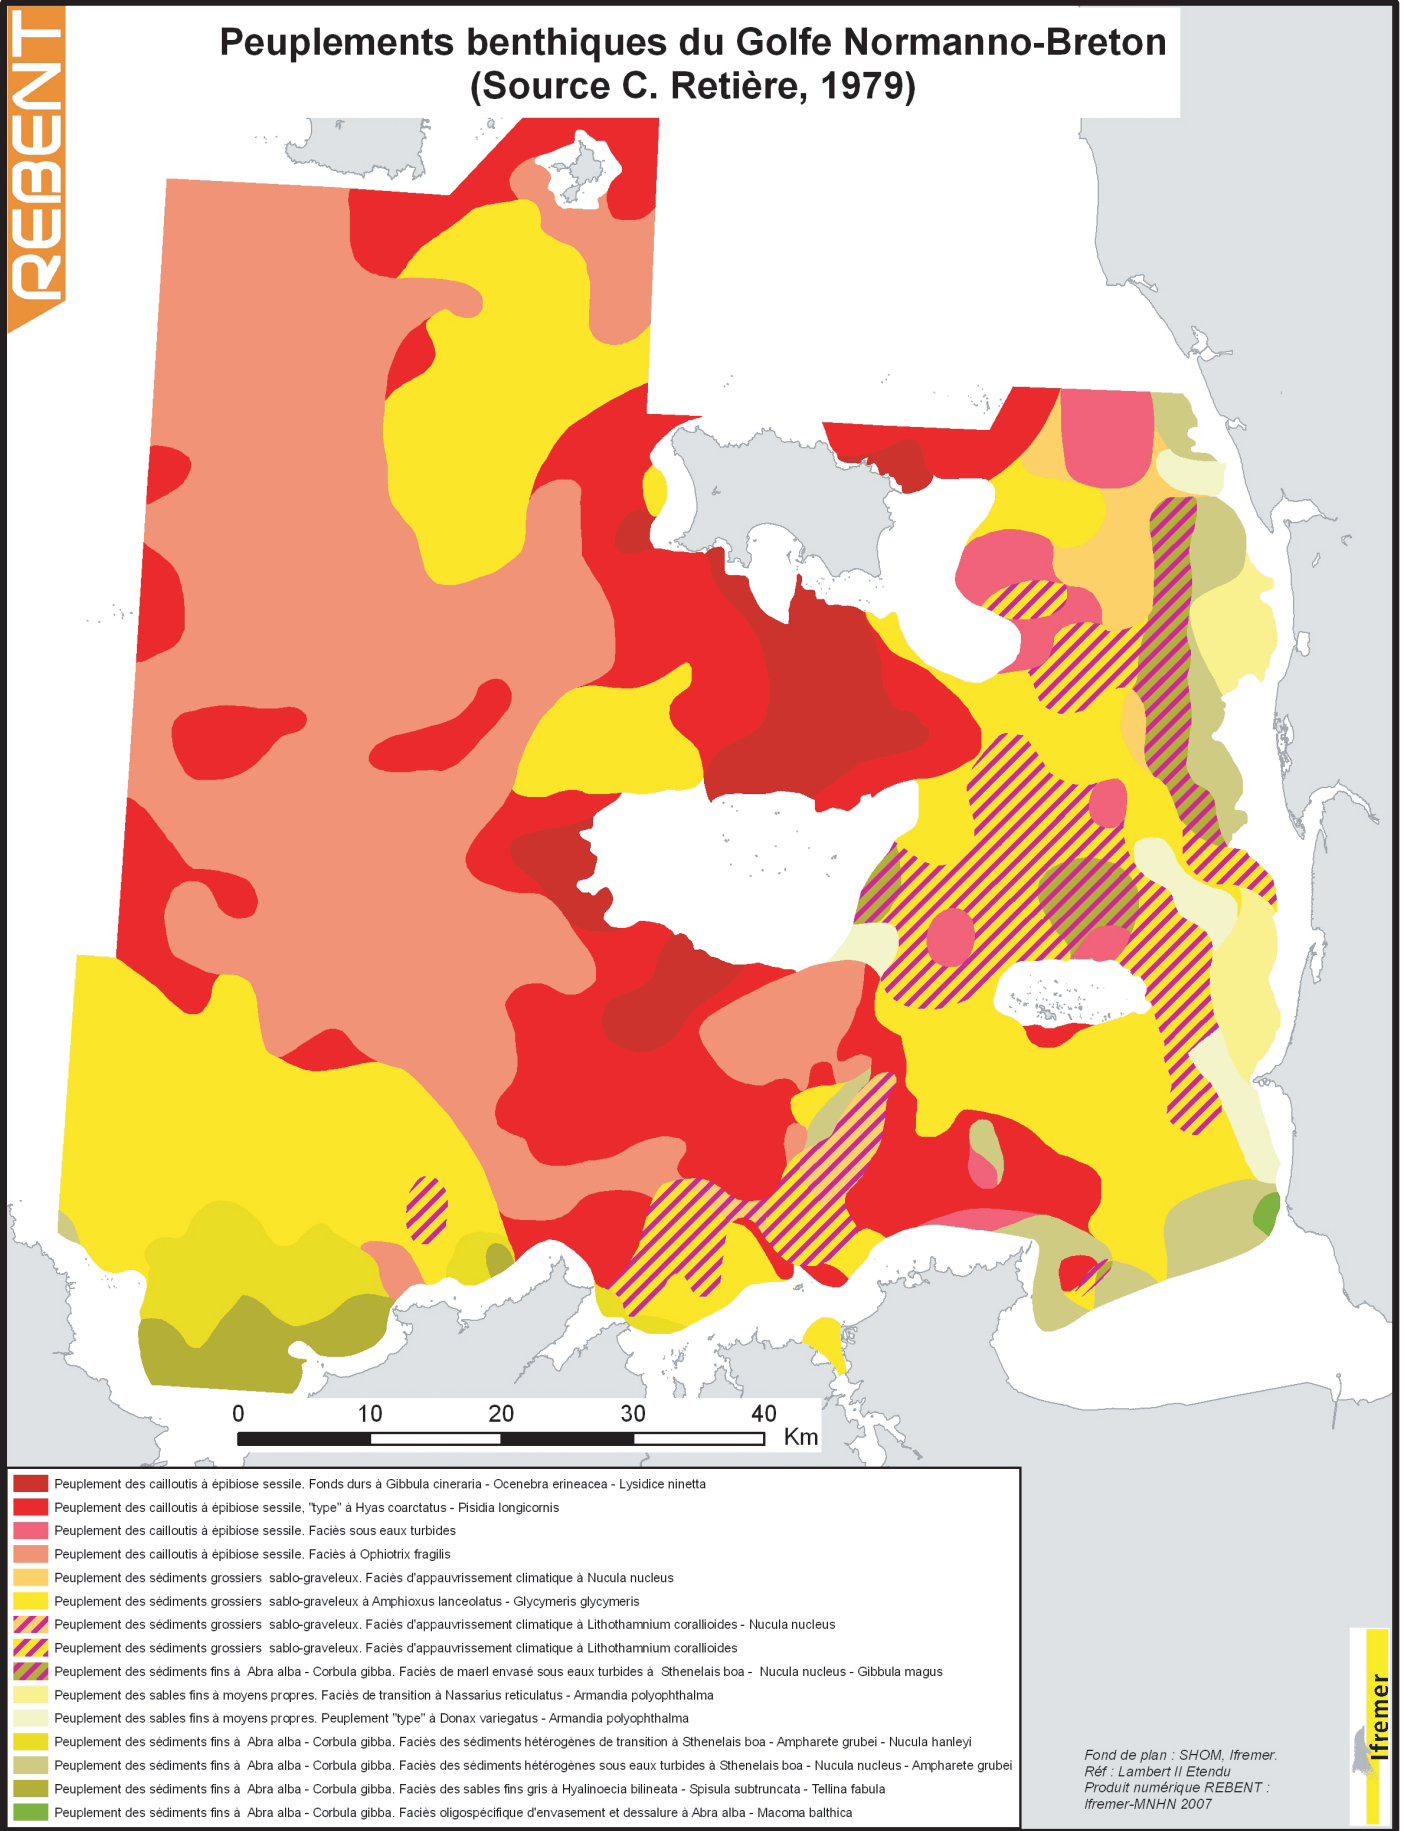 REBENT
Peuplements benthiques du Golfe Normanno-Breton
(Source C. Retière, 1979)
0 10 20 30 40
Km
Peuplement des cailloutis à épibiose sessile. Fonds durs à Gibbula cineraria - Ocenebra erineacea - Lysidice ninetta
Peuplement des cailloutis à épibiose sessile, "type" à Hyas coarctatus - Pisidia longicornis
Peuplement des cailloutis à épibiose sessile. Faciès sous eaux turbides
Peuplement des cailloutis à épibiose sessile. Faciès à Ophiotrix fragilis
Peuplement des sédiments grossiers sablo-graveleux. Faciès d'appauvrissement climatique à Nucula nucleus
Peuplement des sédiments grossiers sablo-graveleux à Amphioxus lanceolatus - Glycymeris glycymeris
Peuplement des sédiments grossiers sablo-graveleux. Faciès d'appauvrissement climatique à Lithothamnium corallioides - Nucula nucleus
Peuplement des sédiments grossiers sablo-graveleux. Faciès d'appauvrissement climatique à Lithothamnium corallioides
Peuplement des sédiments fins à Abra alba - Corbula gibba. Faciès de maerl envasé sous eaux turbides à Sthenelais boa - Nucula nucleus - Gibbula magus
Peuplement des sables fins à moyens propres. Faciès de transition à Nassarius reticulatus - Armandia polyophthalma
Peuplement des sables fins à moyens propres. Peuplement "type" à Donax variegatus - Armandia polyophthalma
Peuplement des sédiments fins à Abra alba - Corbula gibba. Faciès des sédiments hétérogènes de transition à Sthenelais boa - Ampharete grubei - Nucula hanleyi
Peuplement des sédiments fins à Abra alba - Corbula gibba. Faciès des sédiments hétérogènes sous eaux turbides à Sthenelais boa - Nucula nucleus - Ampharete grubei
Peuplement des sédiments fins à Abra alba - Corbula gibba. Faciès des sables fins gris à Hyalinoecia bilineata - Spisula subtruncata - Tellina fabula
Peuplement des sédiments fins à Abra alba - Corbula gibba. Faciès oligospécifique d'envasement et dessalure à Abra alba - Macoma balthica
Fond de plan : SHOM, Ifremer.
Réf : Lambert II Etendu
Produit numérique REBENT :
Ifremer-MNHN 2007
Ifremer